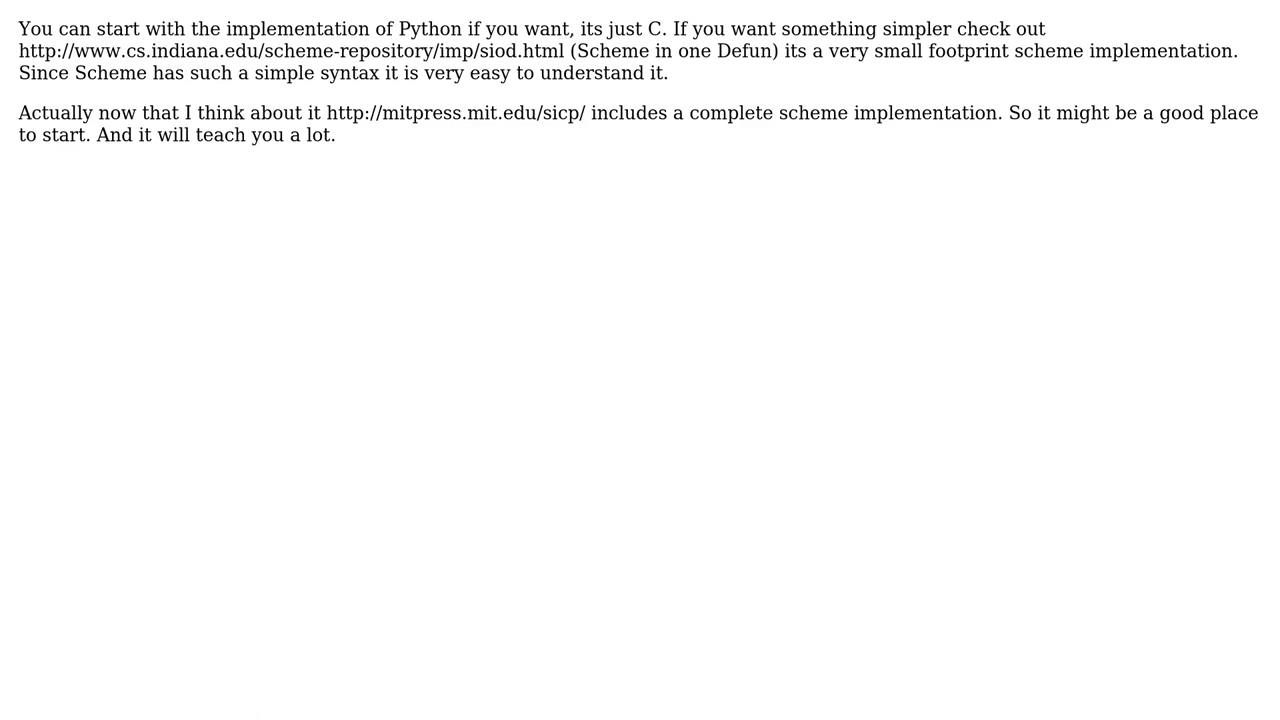 You can start with the implementation of Python if you want, its just C. If you want something simpler check out
http://www.cs.indiana.edu/scheme-repository/imp/siod.html (Scheme in one Defun) its a very small footprint scheme implementation.
Since Scheme has such a simple syntax it is very easy to understand it.
Actually now that I think about it http://mitpress.mit.edu/sicp/ includes a complete scheme implementation. So it might be a good place
to start. And it will teach you a lot.